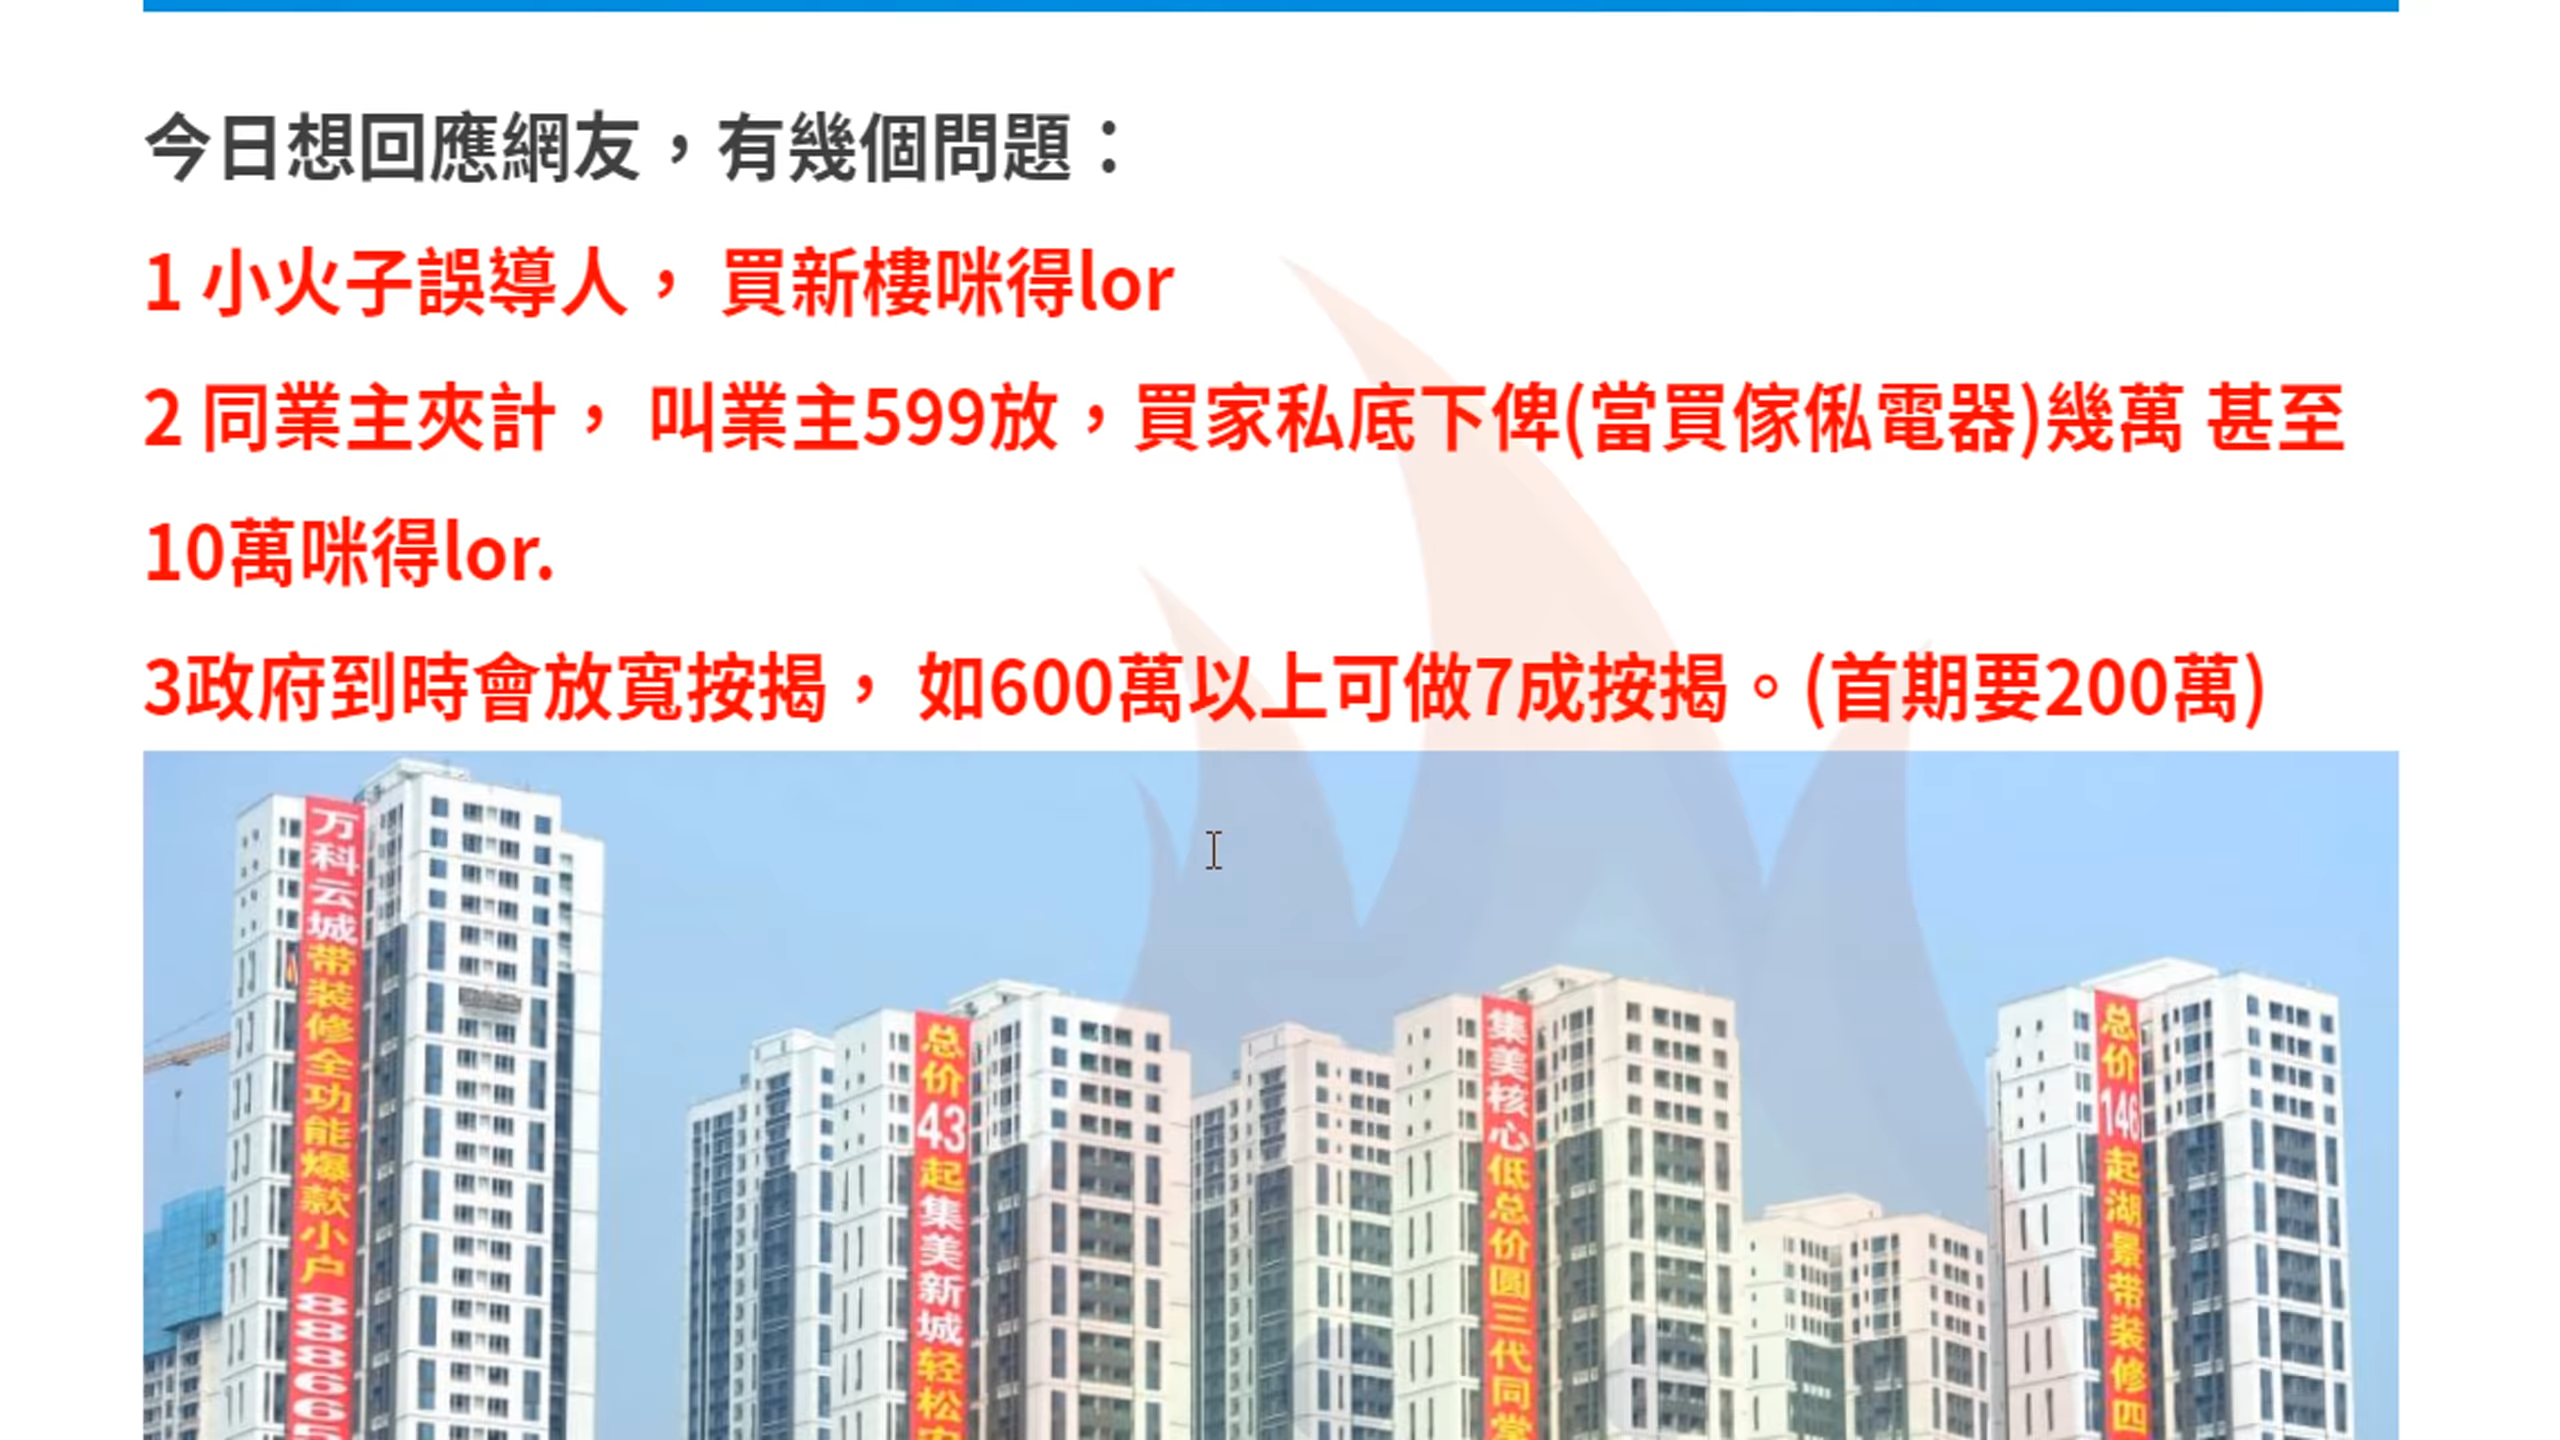 今日想回應網友，有幾個問題：
1 小火子誤導人， 買新樓咪得lor
2 同業主夾計， 叫業主599放，買家私底下俾(當買傢俬電器)幾萬 甚至
10萬咪得lor.
3政府到時會放寬按揭， 如600萬以上可做7成按揭。(首期要200萬)
万科云城带装修全功能爆款小户888665
总价43起集美新城轻松安
集美核心低总价圆三代同堂
总价146起湖景带装修四